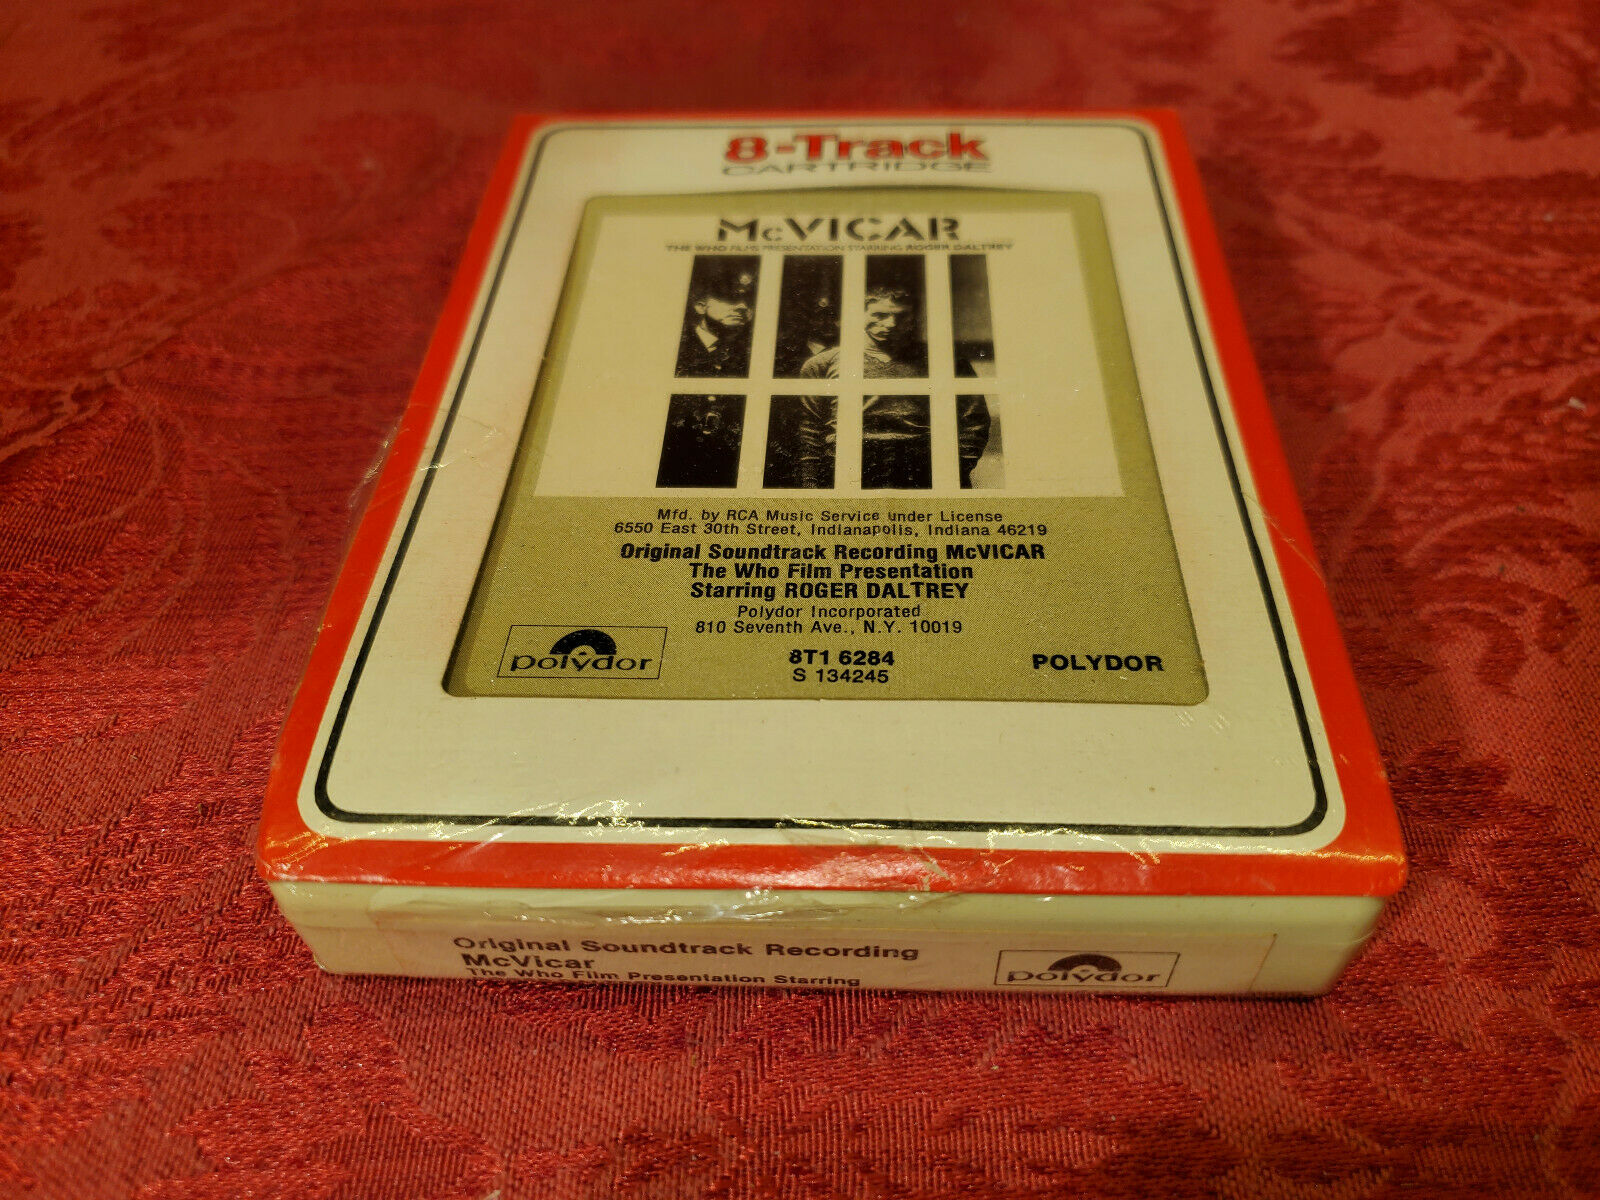 8-Track
CARTRIDGE
McVICAR
THE WHO FILMS PRESENTATION STARRING ROGER DALTREY
Mfd. by RCA Music Service under License
6550 East 30th Street, Indianapolis, Indiana 46219
Original Soundtrack Recording McVICAR
The Who Film Presentation
Starring ROGER DALTREY
Polydor Incorporated
810 Seventh Ave., N.Y. 10019
polydor
8T1 6284
POLYDOR
S 134245
Original Soundtrack Recording
McVicar
The Who Film Presentation Starring
polydor